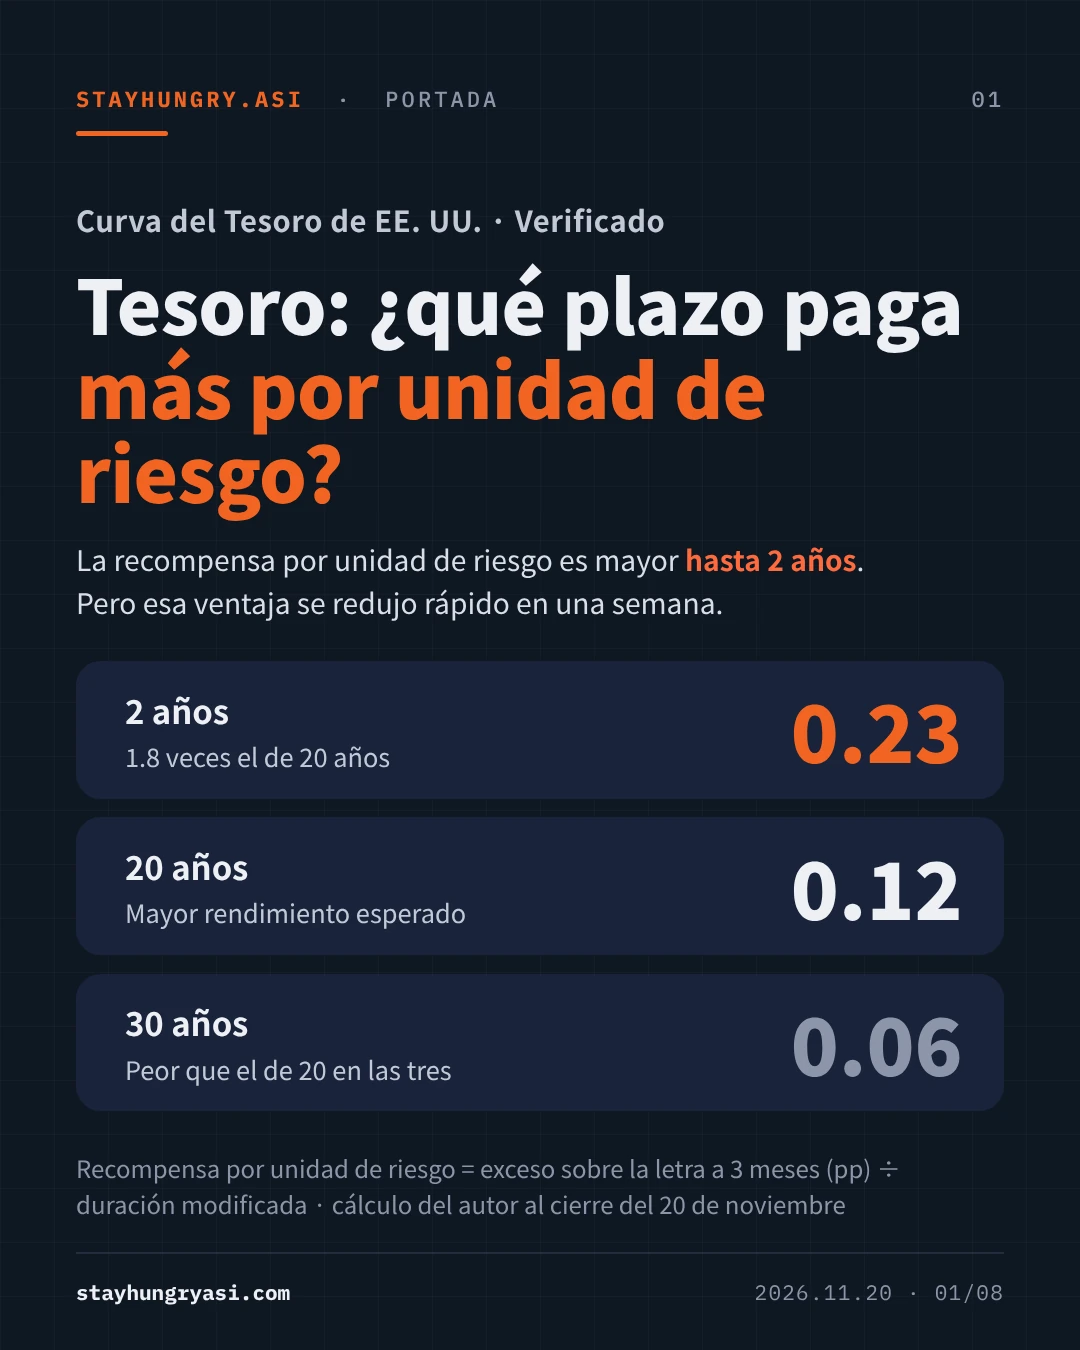 STAYHUNGRY.ASI · PORTADA 01
Curva del Tesoro de EE. UU. · Verificado
Tesoro: ¿qué plazo paga
más por unidad de
riesgo?
La recompensa por unidad de riesgo es mayor hasta 2 años.
Pero esa ventaja se redujo rápido en una semana.
2 años
1.8 veces el de 20 años
0.23
20 años
Mayor rendimiento esperado
0.12
30 años
Peor que el de 20 en las tres
0.06
Recompensa por unidad de riesgo = exceso sobre la letra a 3 meses (pp) ÷
duración modificada · cálculo del autor al cierre del 20 de noviembre
stayhungryasi.com 2026.11.20 · 01/08